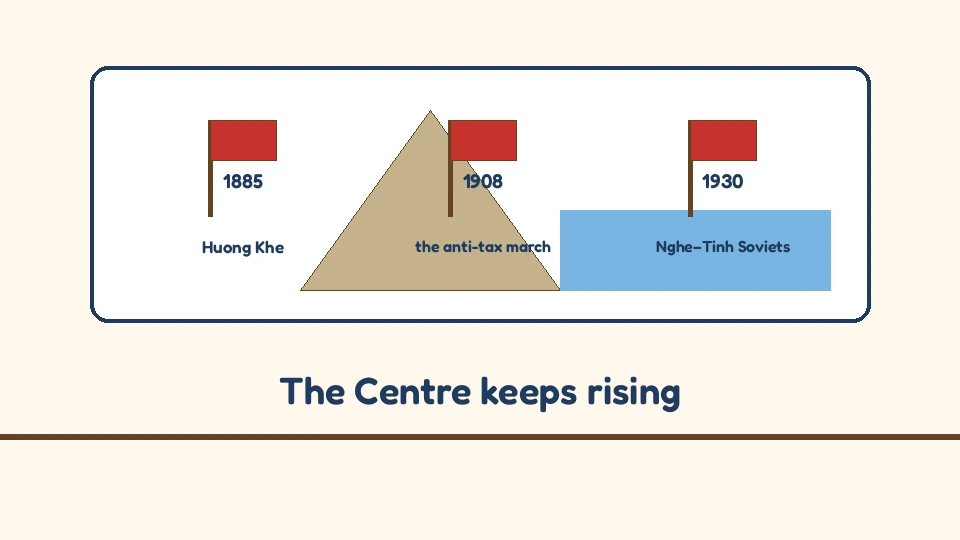 1885
1908
1930
Huong Khe
the anti-tax march
Nghe–Tinh Soviets
The Centre keeps rising